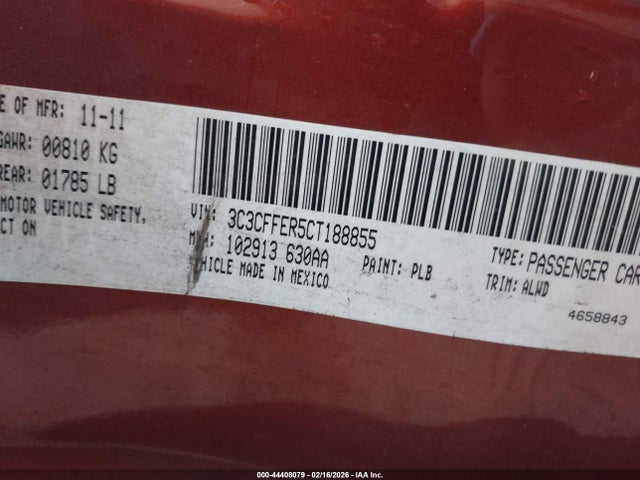 E OF MFR: 11-11
GAWR: 00810 KG
REAR: 01785 LB
MOTOR VEHICLE SAFETY,
CT ON
VIN: 3C3CFFER5CT188855
102913 630AA
PAINT: PLB
VEHICLE MADE IN MEXICO
TYPE: PASSENGER CAR
TRIM: ALWD
4658843
000-44408079 - 02/16/2026 - IAA Inc.